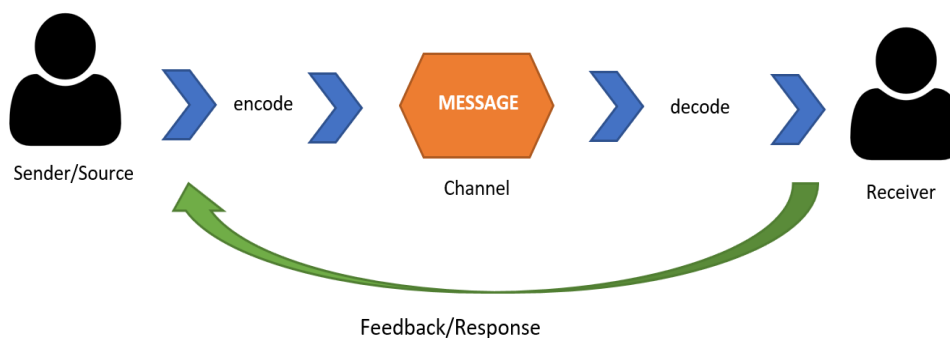 Sender/Source
encode
MESSAGE
Channel
decode
Receiver
Feedback/Response